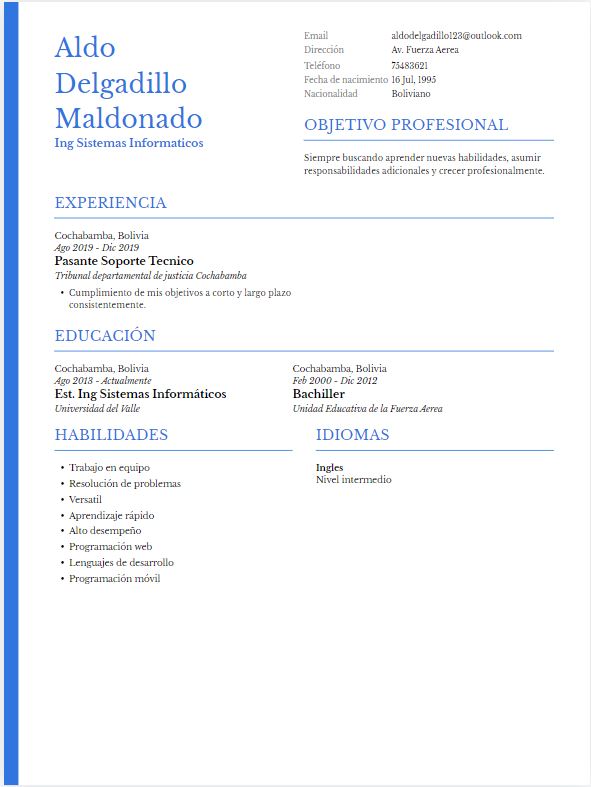 Aldo
Delgadillo
Maldonado
Ing Sistemas Informaticos
Email aldodelgadillo123@outlook.com
Dirección Av. Fuerza Aerea
Teléfono 75483621
Fecha de nacimiento 16 Jul, 1995
Nacionalidad Boliviano
OBJETIVO PROFESIONAL
Siempre buscando aprender nuevas habilidades, asumir
responsabilidades adicionales y crecer profesionalmente.
EXPERIENCIA
Cochabamba, Bolivia
Ago 2019 - Dic 2019
Pasante Soporte Tecnico
Tribunal departamental de justicia Cochabamba
• Cumplimiento de mis objetivos a corto y largo plazo
consistentemente.
EDUCACIÓN
Cochabamba, Bolivia
Ago 2013 - Actualmente
Est. Ing Sistemas Informáticos
Universidad del Valle
Cochabamba, Bolivia
Feb 2000 - Dic 2012
Bachiller
Unidad Educativa de la Fuerza Aerea
HABILIDADES
• Trabajo en equipo
• Resolución de problemas
• Versatil
• Aprendizaje rápido
• Alto desempeño
• Programación web
• Lenguajes de desarrollo
• Programación móvil
IDIOMAS
Ingles
Nivel intermedio